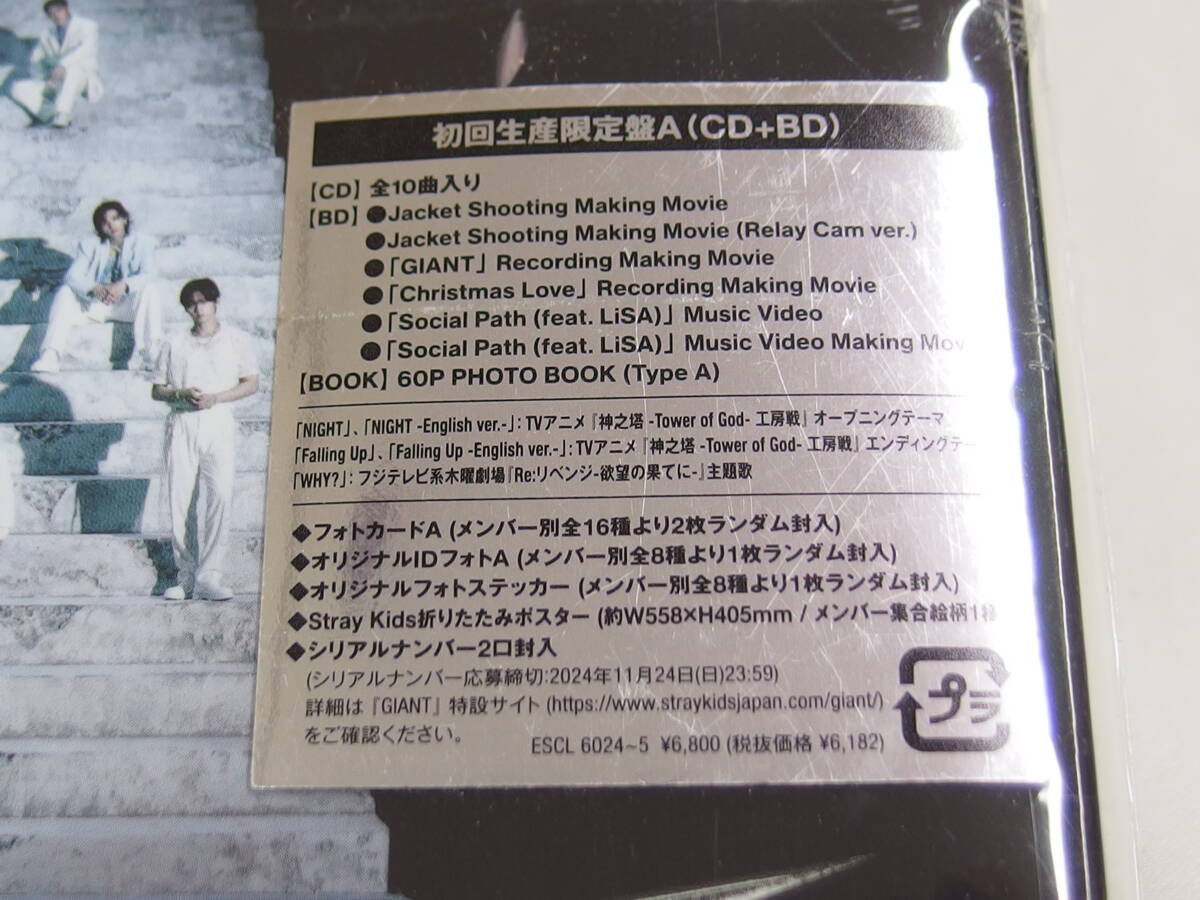 初回生産限定盤A(CD+BD)
【CD】全10曲入り
【BD】●Jacket Shooting Making Movie
●Jacket Shooting Making Movie (Relay Cam ver.)
●「GIANT」Recording Making Movie
●「Christmas Love」Recording Making Movie
●「Social Path (feat. LiSA)」Music Video
●「Social Path (feat. LiSA)」Music Video Making Mov
【BOOK】60P PHOTO BOOK (Type A)
「NIGHT」、「NIGHT -English ver.-」: TVアニメ『神之塔 -Tower of God- 工房戦』オープニングテーマ
「Falling Up」、「Falling Up -English ver.-」: TVアニメ『神之塔 -Tower of God- 工房戦』エンディングテー
「WHY?」: フジテレビ系木曜劇場『Re:リベンジ-欲望の果てに-』主題歌
◆フォトカードA (メンバー別全16種より2枚ランダム封入)
◆オリジナルIDフォトA (メンバー別全8種より1枚ランダム封入)
◆オリジナルフォトステッカー (メンバー別全8種より1枚ランダム封入)
◆Stray Kids折りたたみポスター (約W558×H405mm / メンバー集合絵柄1種
◆シリアルナンバー2口封入
(シリアルナンバー応募締切:2024年11月24日(日)23:59)
詳細は『GIANT』特設サイト(https://www.straykidsjapan.com/giant/)
をご確認ください。
ESCL 6024~5 ¥6,800 (税抜価格 ¥6,182)
プラ